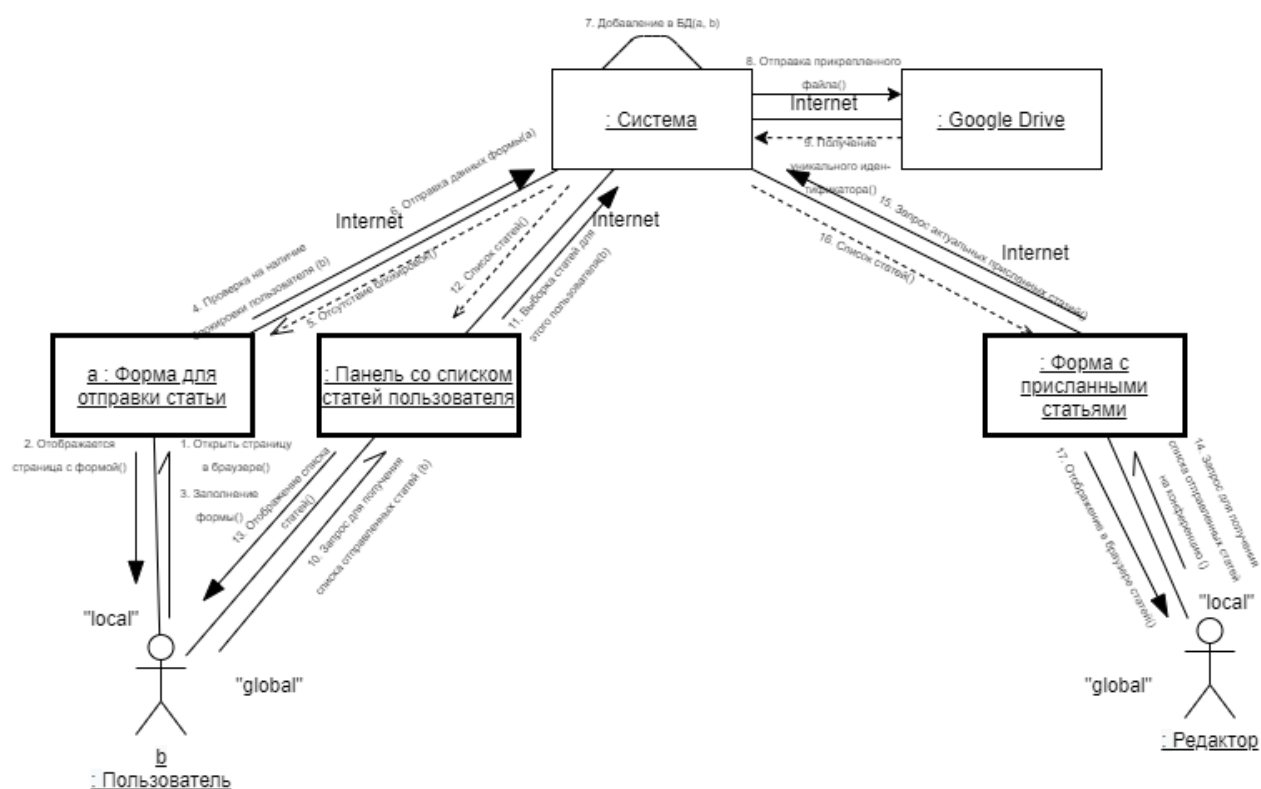 7. Добавление в БД(a, b)
8. Отправка прикрепленного
файла()
Internet
: Система
: Google Drive
9. Получение
уникального иден-
тификатора()
6. Отправка данных формы(a)
Internet
4. Проверка на наличие
блокировки пользователя (b)
5. Отсутствие блокировок()
12. Список статей()
Internet
11. Выборка статей для
этого пользователя(b)
15. Запрос актуальных присланных статей()
16. Список статей()
Internet
a : Форма для
отправки статьи
: Панель со списком
статей пользователя
: Форма с
присланными
статьями
2. Отображается
страница с формой()
1. Открыть страницу
в браузере()
3. Заполнение
формы()
13. Отображение списка
статей()
10. Запрос для получения
списка отправленных статей (b)
17. Отображение в браузере статей()
14. Запрос для получения
списка отправленных статей
на конференцию ()
"local"
"global"
b
: Пользователь
"local"
"global"
: Редактор